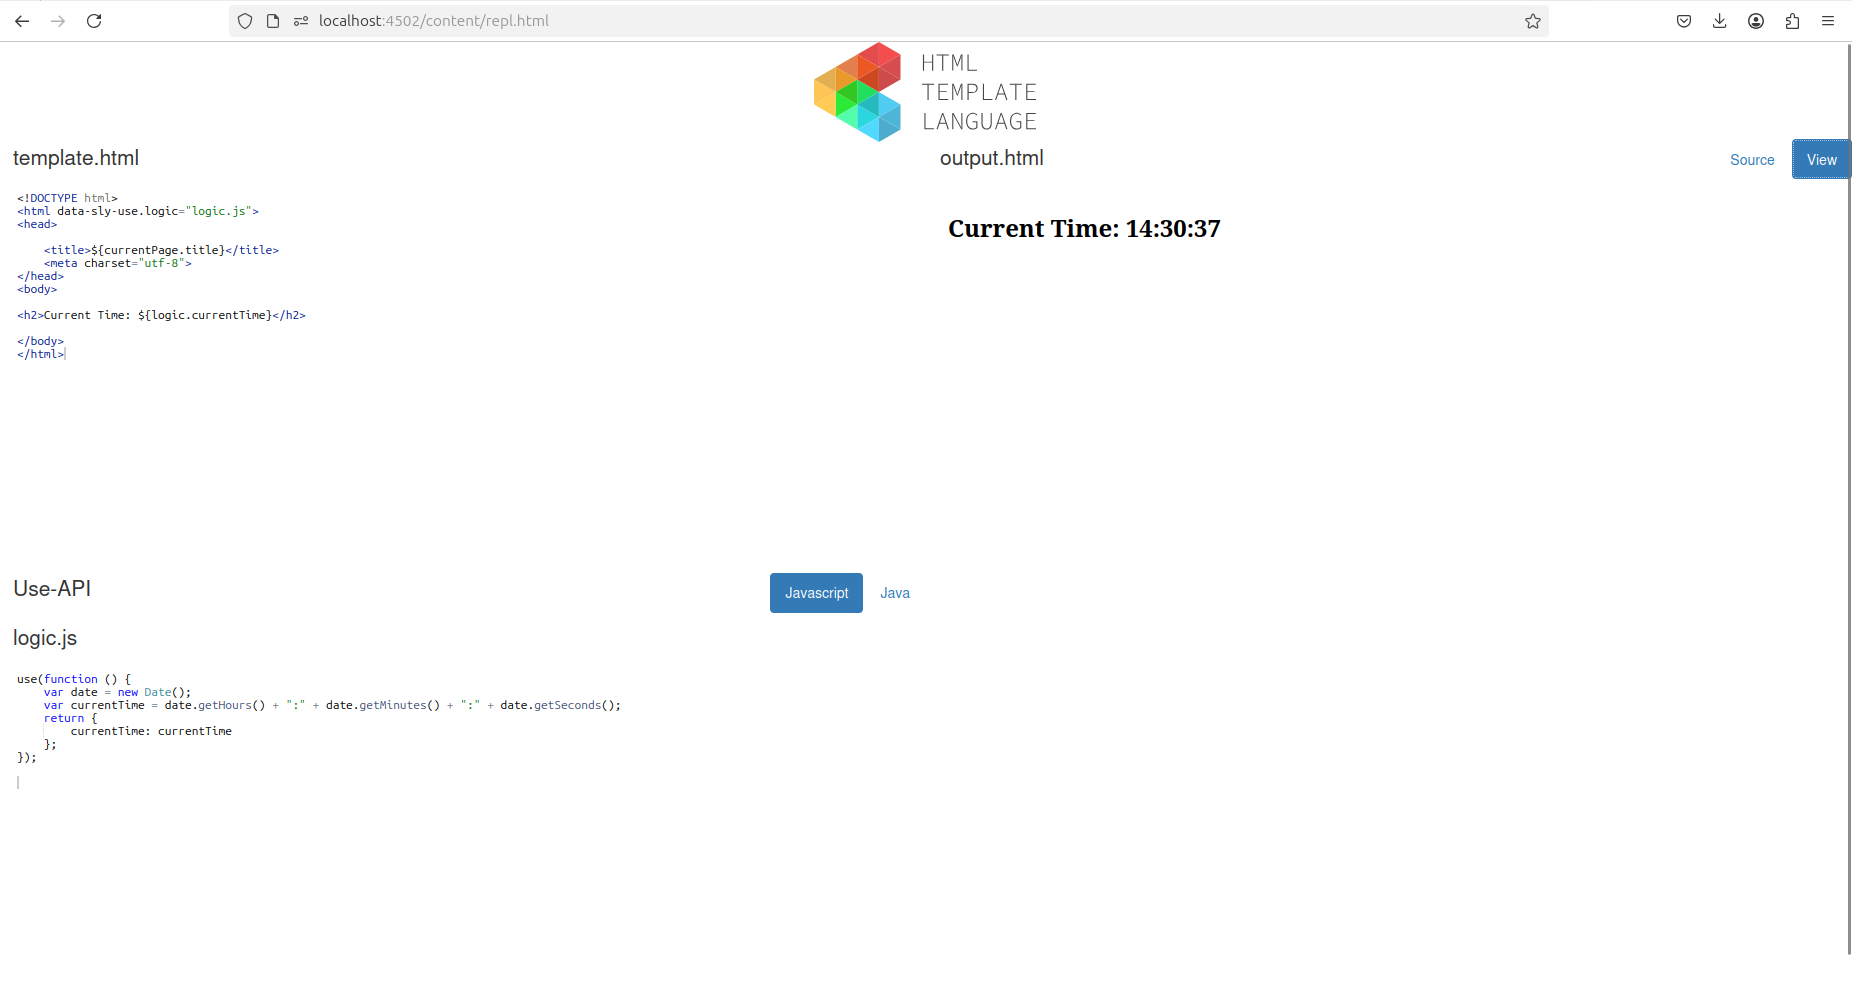 localhost:4502/content/repl.html
HTML
TEMPLATE
LANGUAGE
template.html
<!DOCTYPE html>
<html data-sly-use.logic="logic.js">
<head>
    <title>${currentPage.title}</title>
    <meta charset="utf-8">
</head>
<body>
<h2>Current Time: ${logic.currentTime}</h2>
</body>
</html>
output.html
Source
View
Current Time: 14:30:37
Use-API
Javascript
Java
logic.js
use(function () {
    var date = new Date();
    var currentTime = date.getHours() + ":" + date.getMinutes() + ":" + date.getSeconds();
    return {
        currentTime: currentTime
    };
});